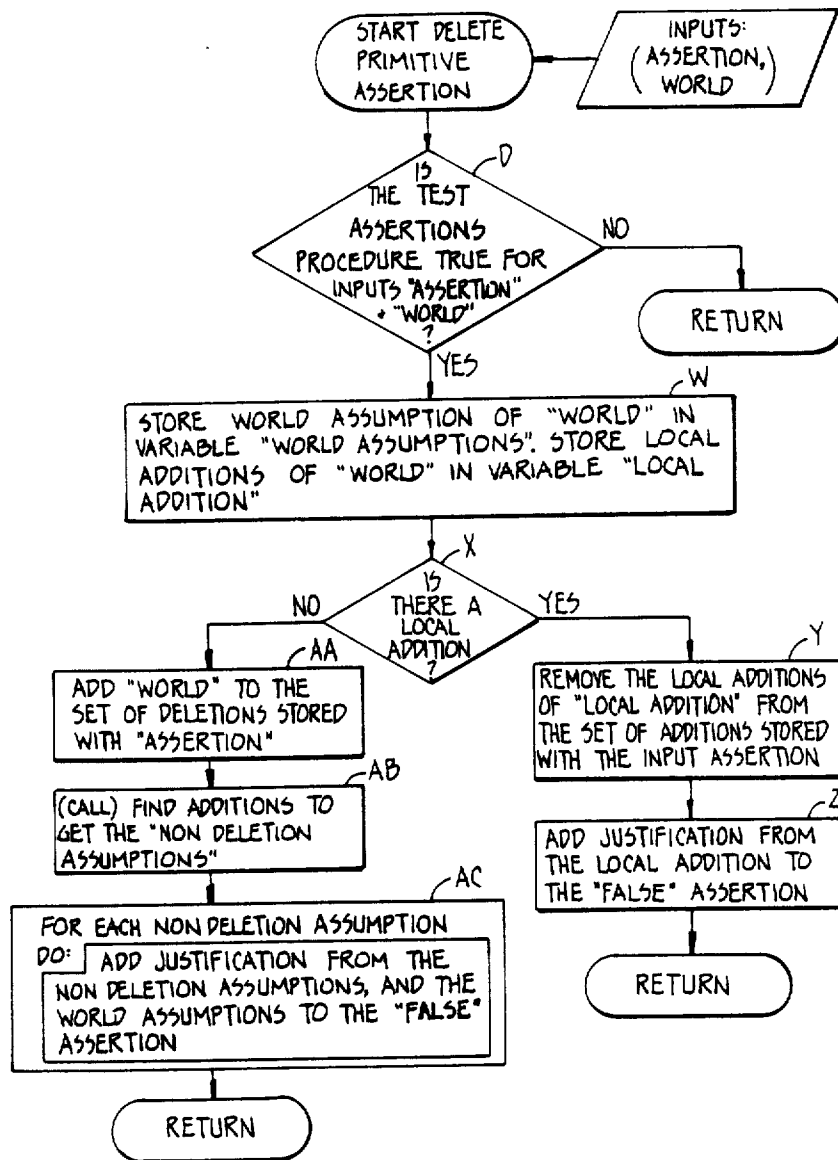 START DELETE
PRIMITIVE
ASSERTION
INPUTS:
(ASSERTION,
WORLD)
D
IS
THE TEST
ASSERTIONS
PROCEDURE TRUE FOR
INPUTS "ASSERTION"
+ "WORLD"
?
NO
RETURN
YES
W
STORE WORLD ASSUMPTION OF "WORLD" IN
VARIABLE "WORLD ASSUMPTIONS". STORE LOCAL
ADDITIONS OF "WORLD" IN VARIABLE "LOCAL
ADDITION"
X
IS
THERE A
LOCAL
ADDITION
?
NO
YES
AA
ADD "WORLD" TO THE
SET OF DELETIONS STORED
WITH "ASSERTION"
AB
(CALL) FIND ADDITIONS TO
GET THE "NON DELETION
ASSUMPTIONS"
AC
FOR EACH NON DELETION ASSUMPTION
DO: ADD JUSTIFICATION FROM THE
NON DELETION ASSUMPTIONS, AND THE
WORLD ASSUMPTIONS TO THE "FALSE"
ASSERTION
RETURN
Y
REMOVE THE LOCAL ADDITIONS
OF "LOCAL ADDITION" FROM
THE SET OF ADDITIONS STORED
WITH THE INPUT ASSERTION
Z
ADD JUSTIFICATION FROM
THE LOCAL ADDITION TO
THE "FALSE" ASSERTION
RETURN